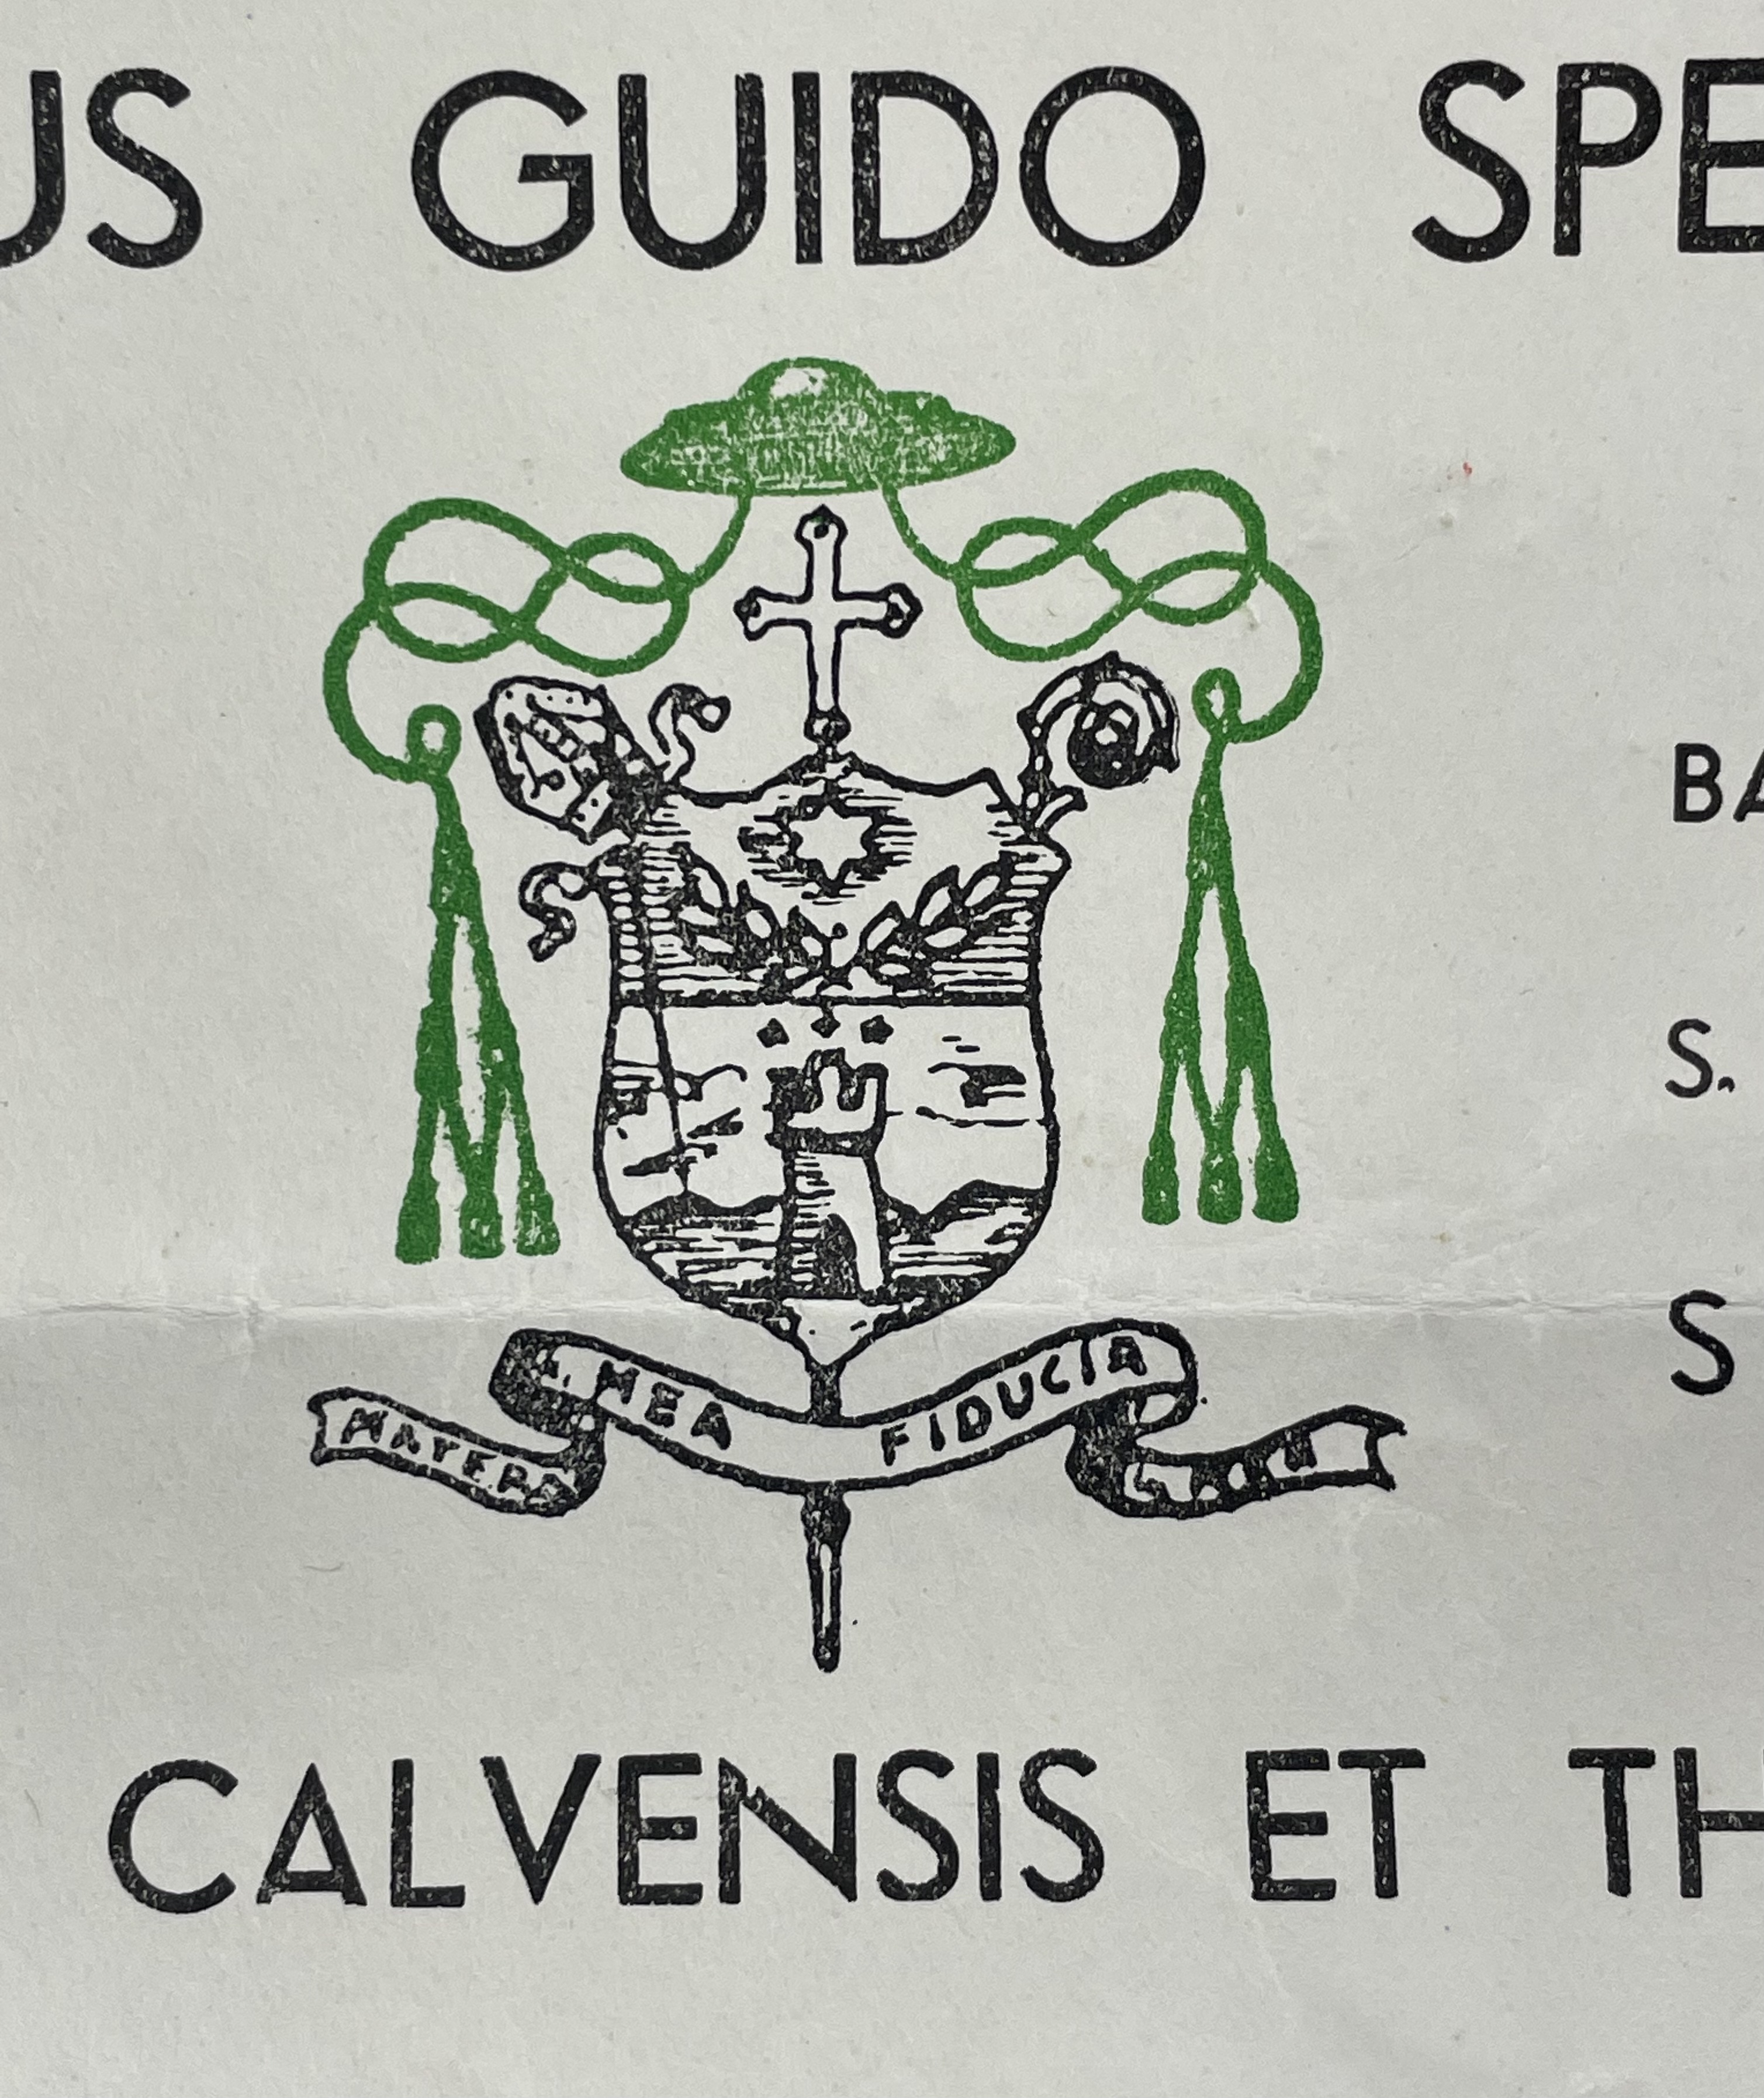 US GUIDO SPE
BA
S.
S
MATER MEA FIDUCIA
CALVENSIS ET TH